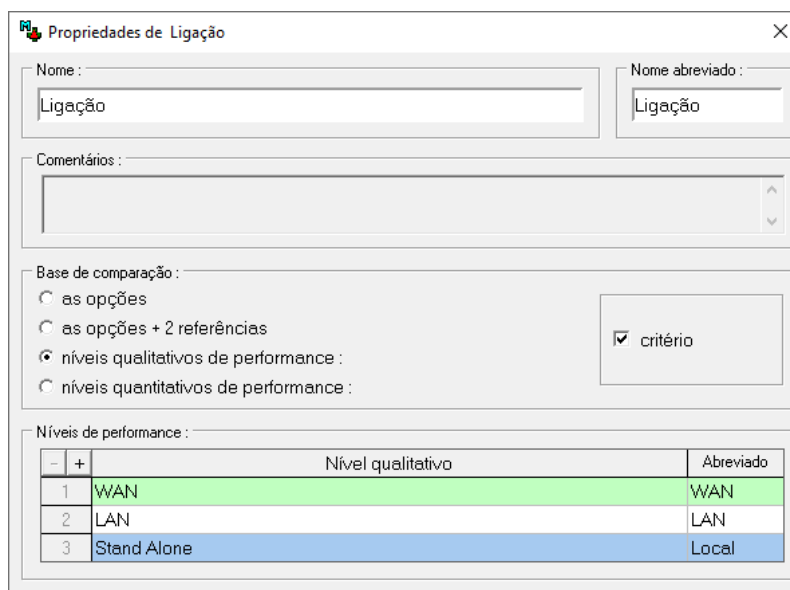 Propriedades de Ligação
Nome :
Nome abreviado :
Ligação
Ligação
Comentários :
Base de comparação :
as opções
as opções + 2 referências
níveis qualitativos de performance :
níveis quantitativos de performance :
critério
Níveis de performance :
- + Nível qualitativo Abreviado
1 WAN WAN
2 LAN LAN
3 Stand Alone Local